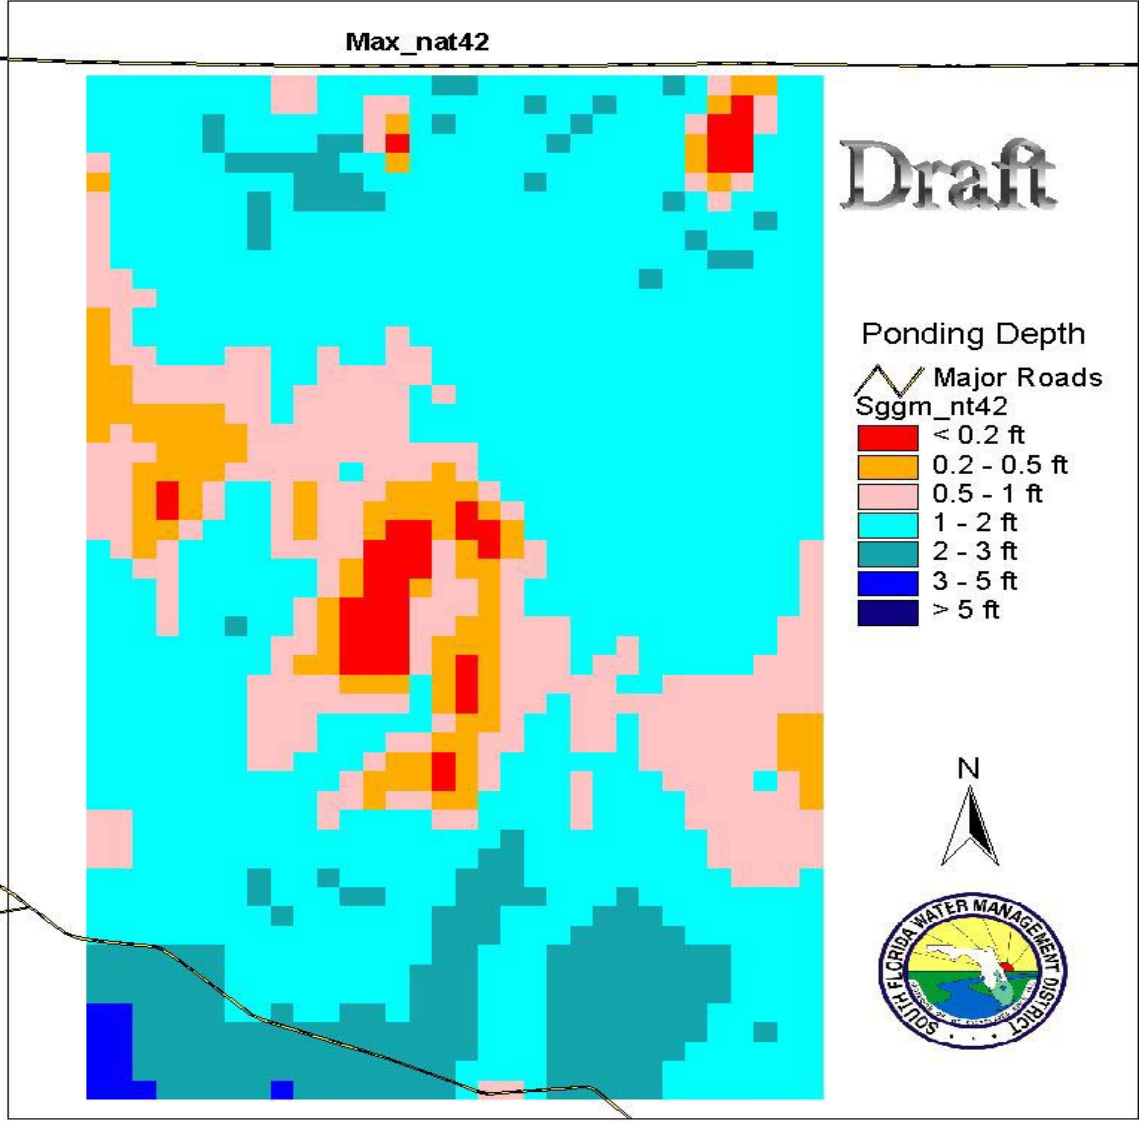 Max_nat42
Draft
Ponding Depth
Major Roads
Sggm_nt42
< 0.2 ft
0.2 - 0.5 ft
0.5 - 1 ft
1 - 2 ft
2 - 3 ft
3 - 5 ft
> 5 ft
N
SOUTH FLORIDA WATER MANAGEMENT DISTRICT